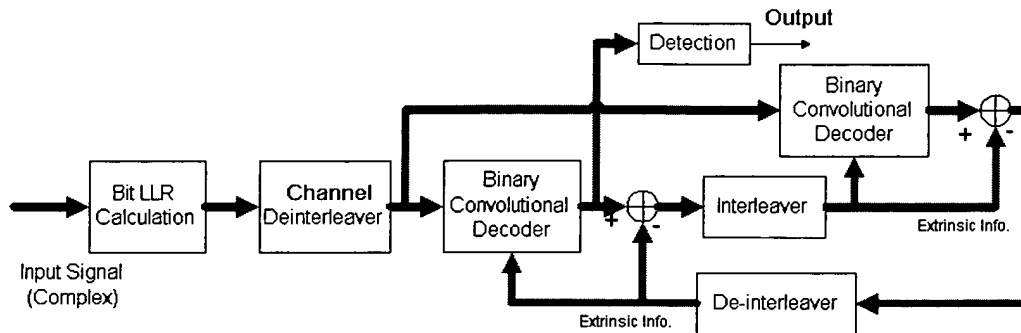 Output
Detection
Binary
Convolutional
Decoder
+
-
Bit LLR
Calculation
Channel
Deinterleaver
Binary
Convolutional
Decoder
+
-
Interleaver
Extrinsic Info.
Input Signal
(Complex)
De-interleaver
Extrinsic Info.